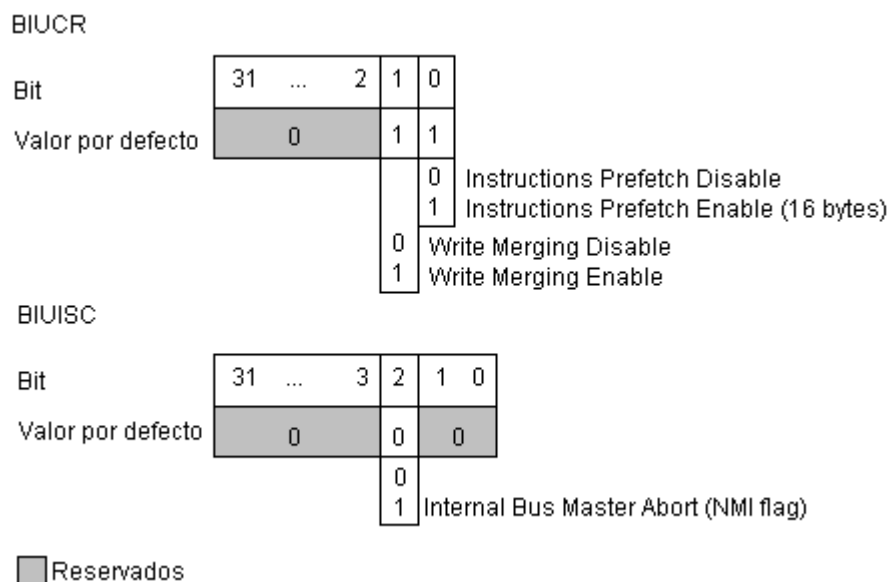 BIUCR
Bit 31 ... 2 1 0
Valor por defecto 0 1 1
0 Instructions Prefetch Disable
1 Instructions Prefetch Enable (16 bytes)
0 Write Merging Disable
1 Write Merging Enable
BIUISC
Bit 31 ... 3 2 1 0
Valor por defecto 0 0 0
0
1 Internal Bus Master Abort (NMI flag)
Reservados